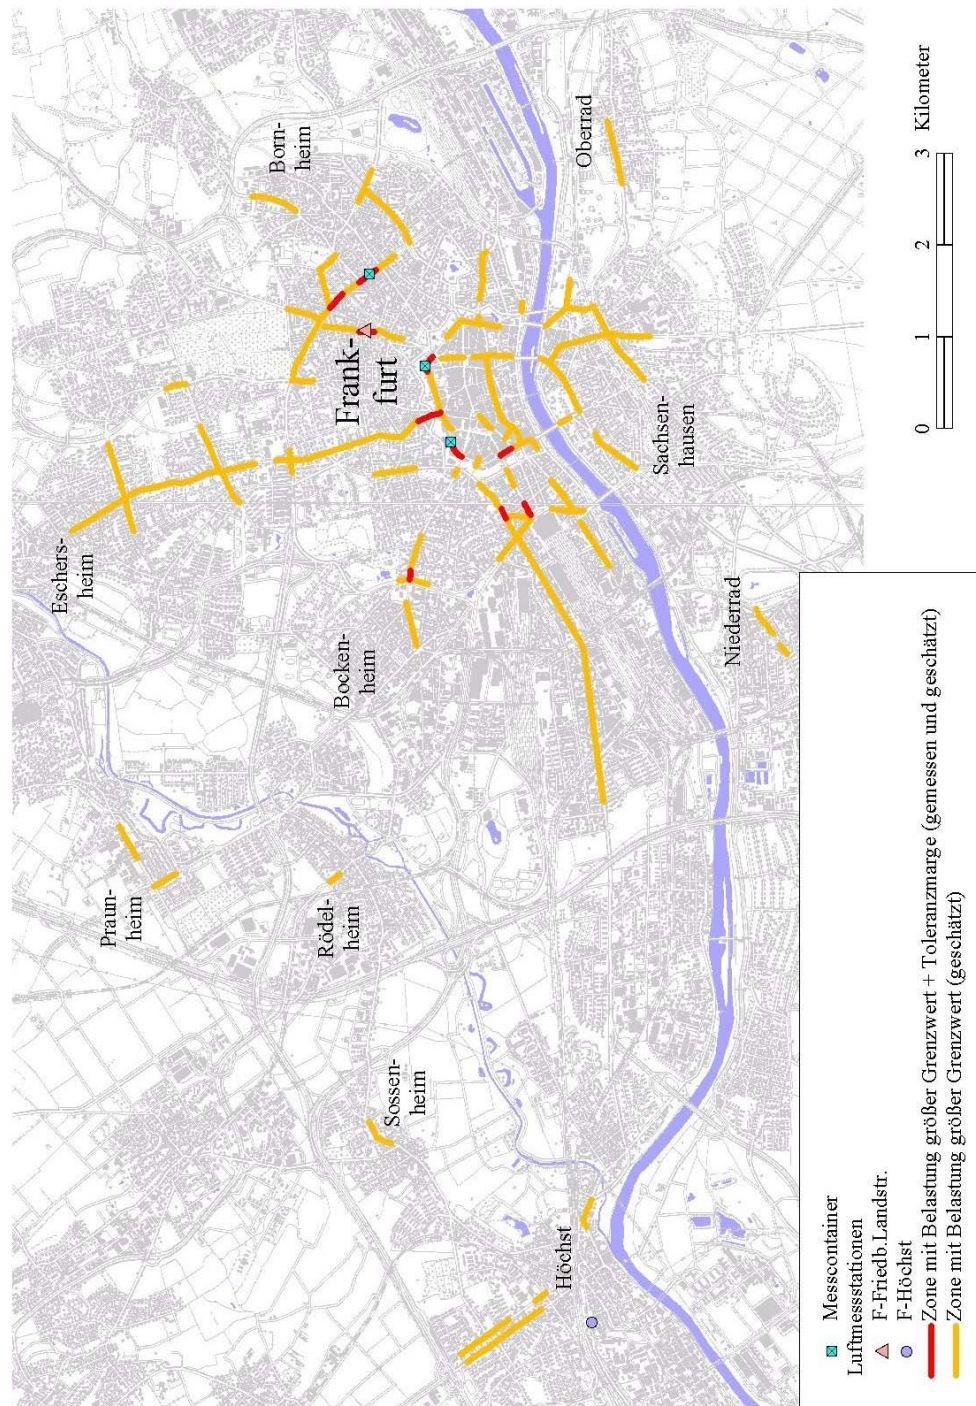 Praun-
heim
Eschers-
heim
Born-
heim
Frank-
furt
Rödel-
heim
Bocken-
heim
Sossen-
heim
Höchst
Oberrad
Sachsen-
hausen
Niederrad
Messcontainer
Luftmessstationen
F-Friedb.Landstr.
F-Höchst
Zone mit Belastung größer Grenzwert + Toleranzmarge (gemessen und geschätzt)
Zone mit Belastung größer Grenzwert (geschätzt)
0 1 2 3 Kilometer